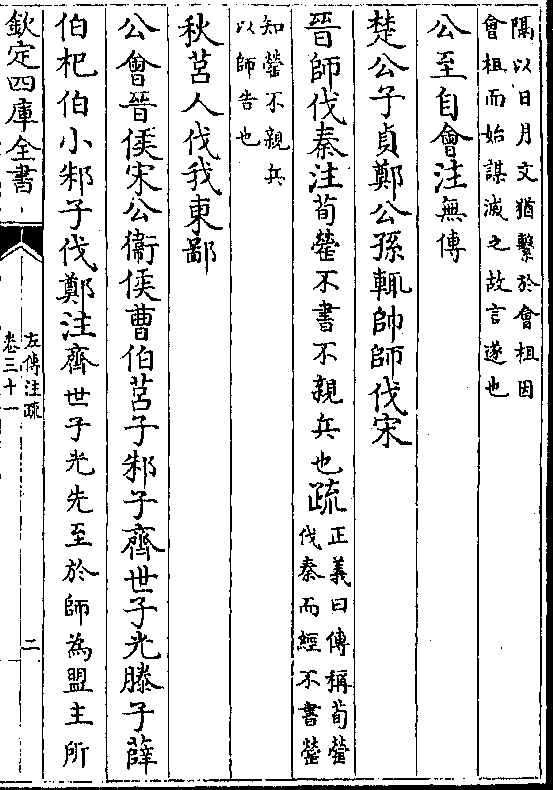 隔以日月文猶繫於會柤因
會柤而始謀滅之故言遂也
公至自會注無傳
楚公子貞鄭公孫輒帥師伐宋
晉師伐秦注荀罃不書不親兵也疏正義曰傳稱荀罃
伐秦而經不書罃
知罃不親兵
以師告也
秋莒人伐我東鄙
公會晉侯宋公衞侯曹伯莒子邾子齊世子光滕子薛
伯杞伯小邾子伐鄭注齊世子光先至於師為盟主所
欽定四庫全書
左傳注疏
卷三十一
二